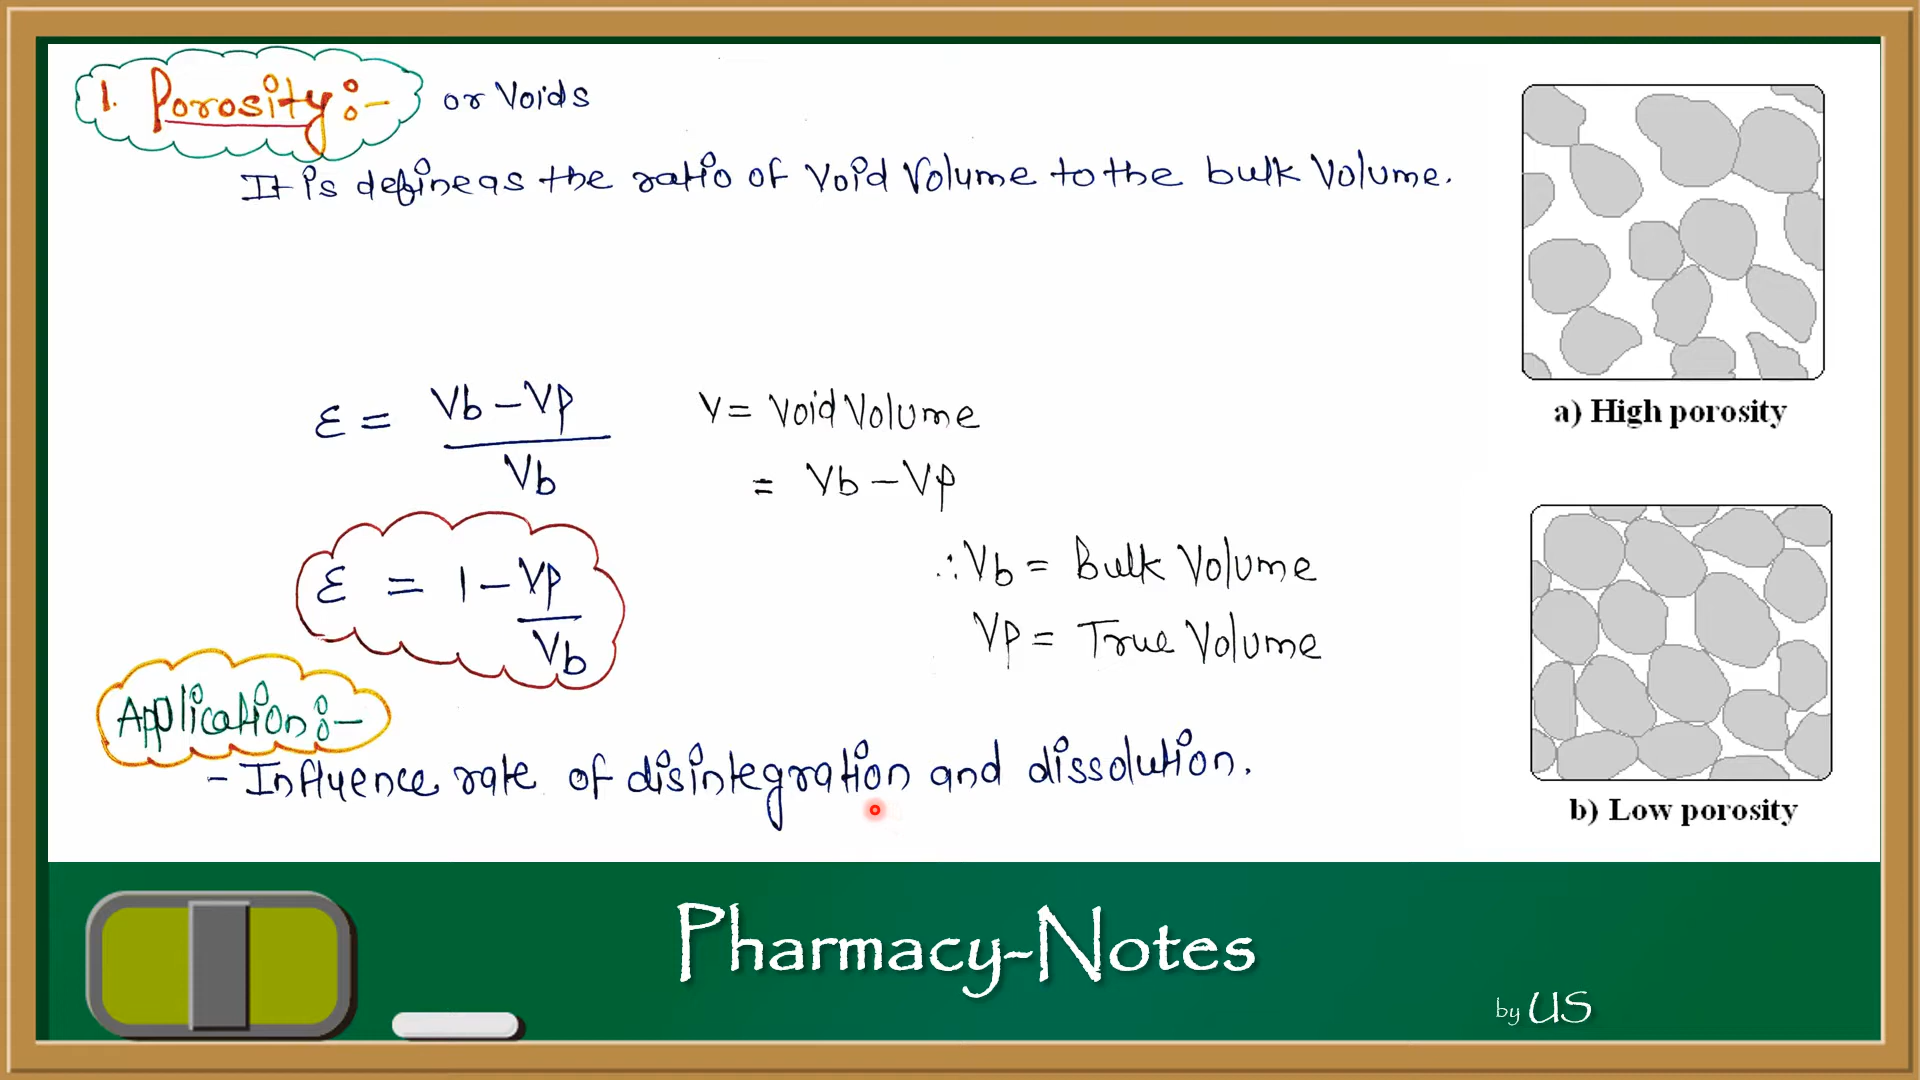 1. Porosity:- or Voids
It is define as the ratio of Void Volume to the bulk Volume.
ε = Vb - Vp / Vb
V = Void Volume
= Vb - Vp
ε = 1 - Vp / Vb
∴ Vb = Bulk Volume
Vp = True Volume
Application:-
- Influence rate of disintegration and dissolution.
a) High porosity
b) Low porosity
Pharmacy-Notes
by US